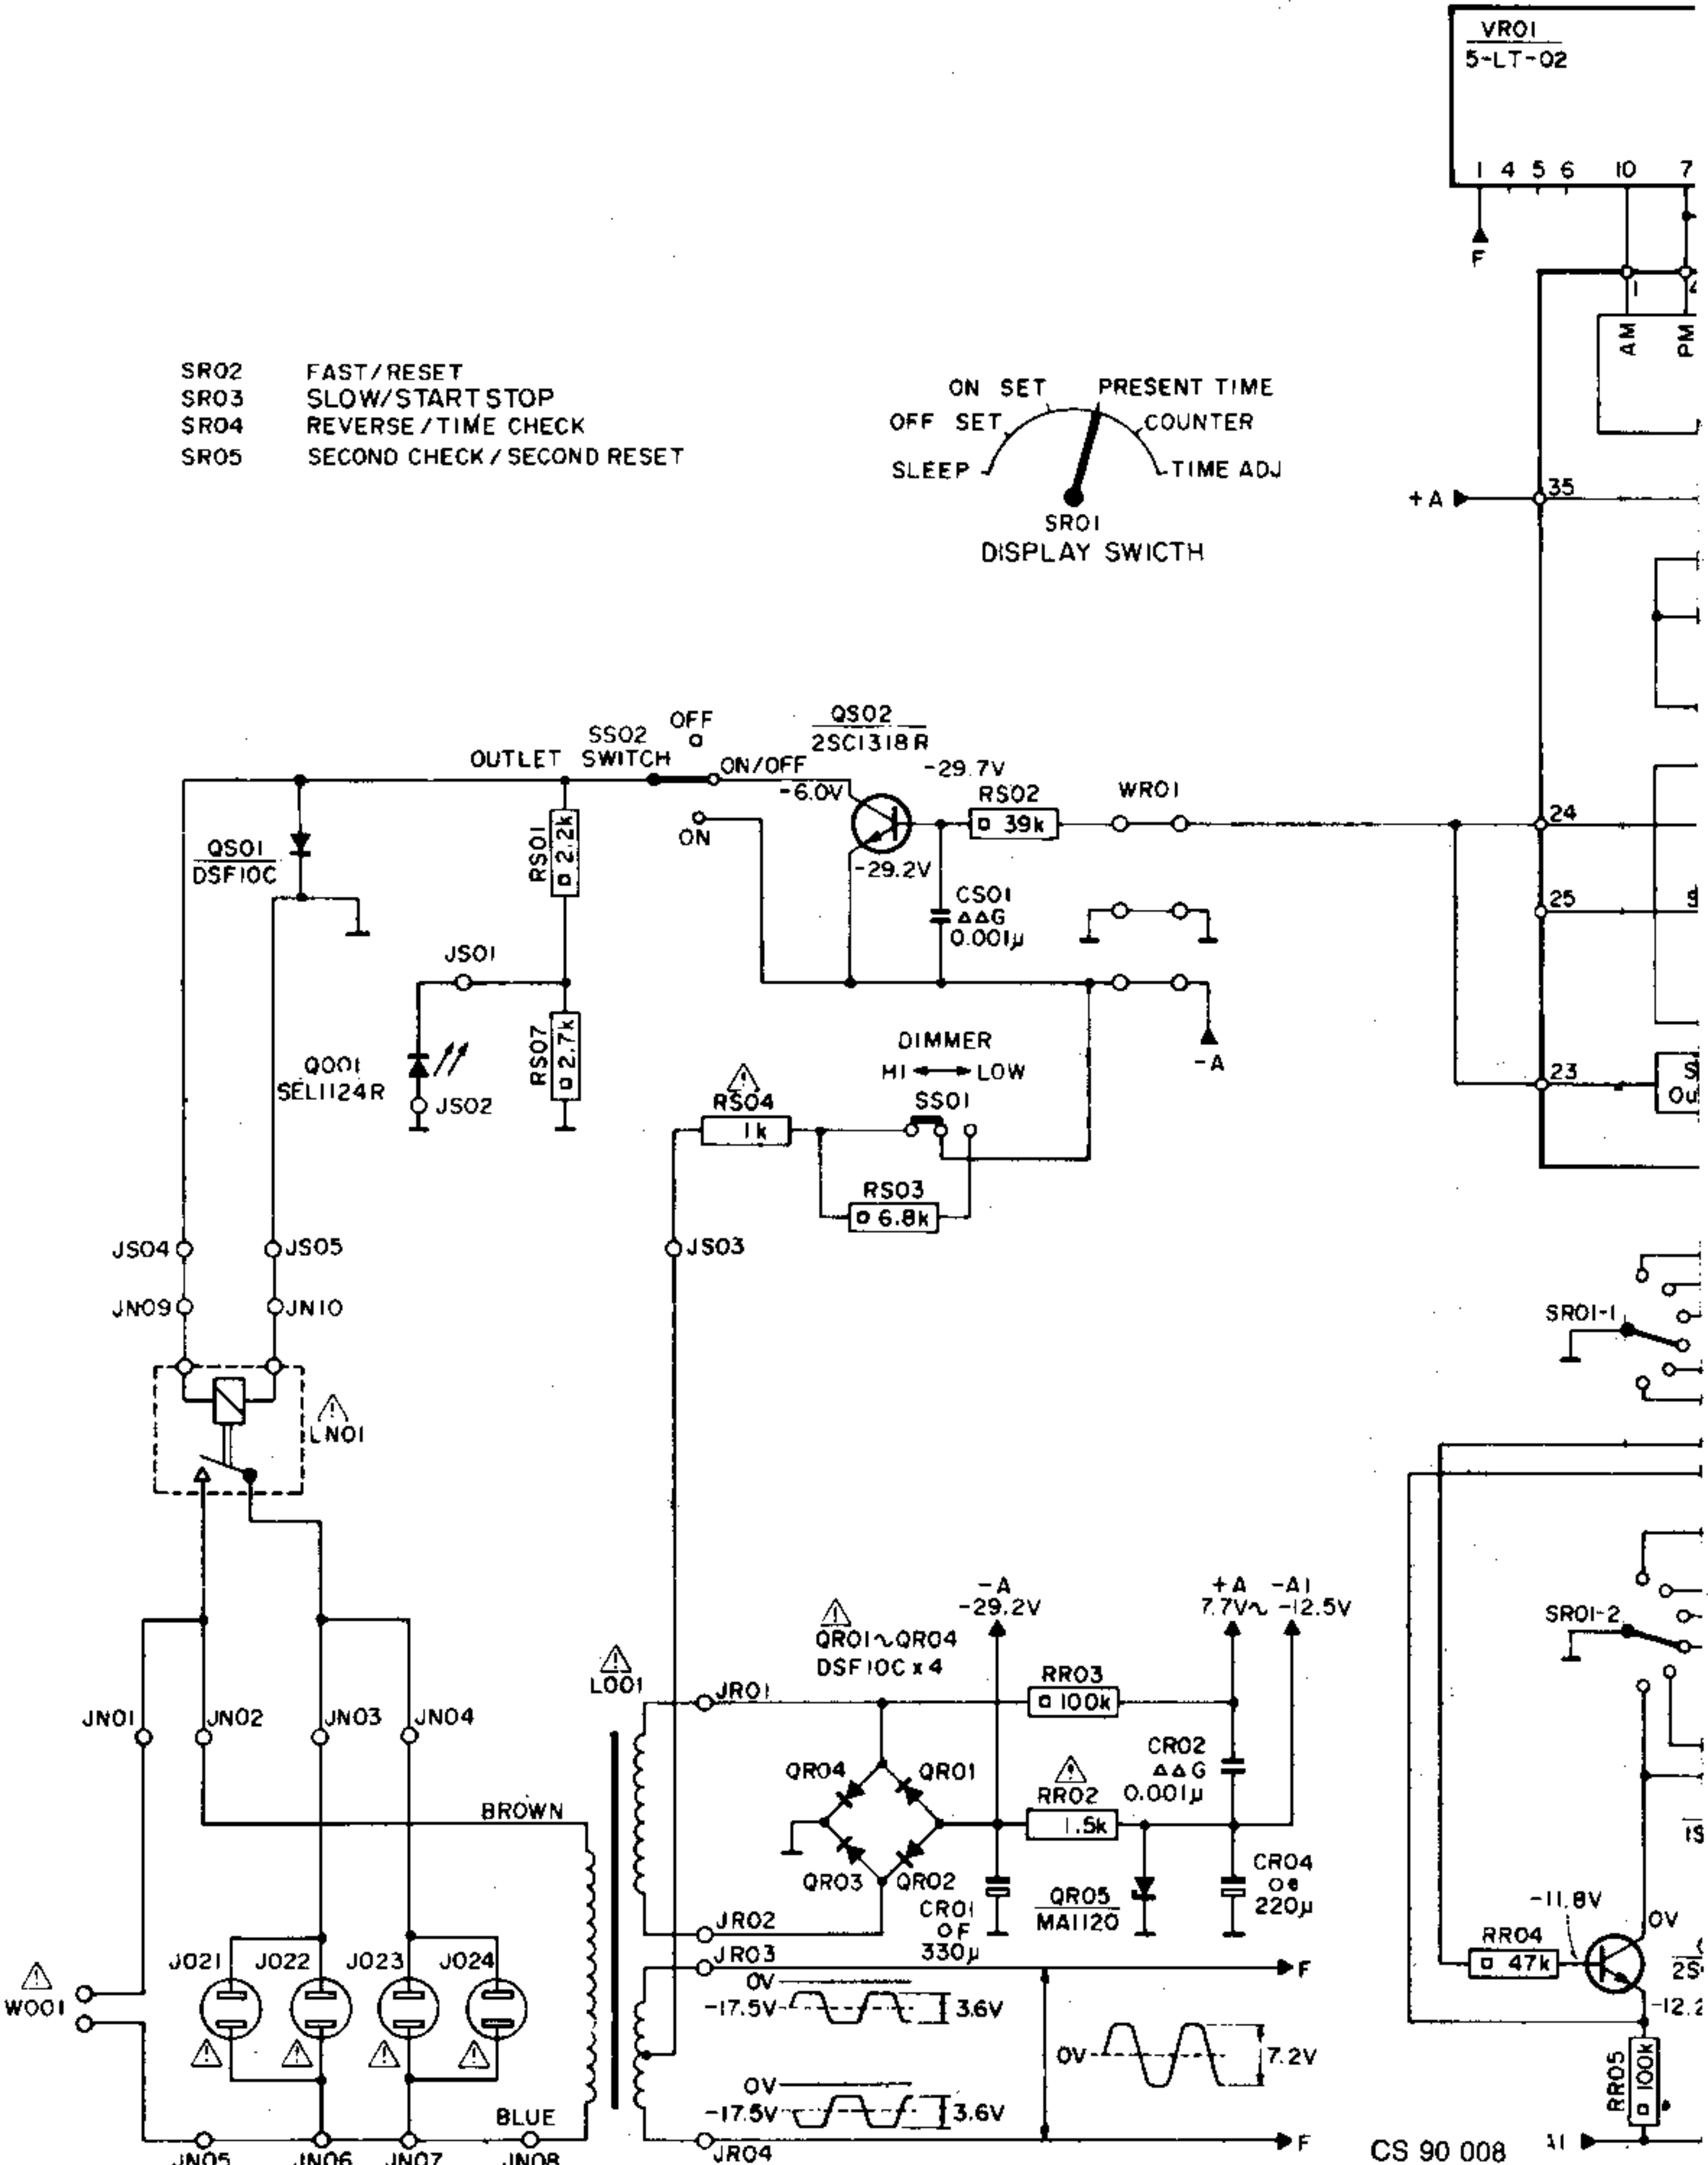 VR01
5-LT-02
1 4 5 6 10 7
F
1
AM PM
SR02 FAST/RESET
SR03 SLOW/START STOP
SR04 REVERSE/TIME CHECK
SR05 SECOND CHECK/SECOND RESET
ON SET PRESENT TIME
OFF SET COUNTER
SLEEP TIME ADJ
SR01
DISPLAY SWICTH
+A 35
OFF
SS02
OUTLET SWITCH
ON/OFF
ON
QS02
2SC1318R
-6.0V
-29.7V
-29.2V
RS02
39k
WR01
24
25
23
QS01
DSF10C
RS01
2.2k
CS01
ΔΔG
0.001μ
JS01
RS07
2.7k
Q001
SEL1124R
JS02
-A
DIMMER
HI LOW
RS04
1k
SS01
RS03
6.8k
JS04 JS05
JS03
JN09 JN10
LN01
SR01-1
-A
-29.2V
+A -A1
7.7V~ -12.5V
QR01~QR04
DSF10C x 4
SR01-2
L001
JR01
RR03
100k
JN01 JN02 JN03 JN04
CR02
ΔΔG
0.001μ
QR04 QR01
RR02
1.5k
BROWN
QR03 QR02
CR01
OF
330μ
QR05
MA1120
CR04
220μ
JR02
JR03
-11.8V
0V
RR04
47k
J021 J022 J023 J024
W001
0V
-17.5V 3.6V
F
0V 7.2V
0V
-17.5V 3.6V
RR05
100k
BLUE
JN05 JN06 JN07 JN08
JR04
F
CS 90 008